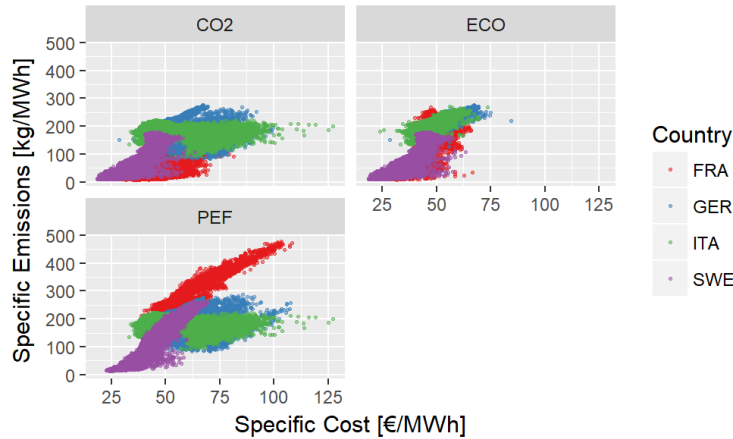 CO2
ECO
500
400
300
200
100
0
25 50 75 100 125
PEF
500
400
300
200
100
0
25 50 75 100 125
Specific Emissions [kg/MWh]
Specific Cost [€/MWh]
Country
FRA
GER
ITA
SWE